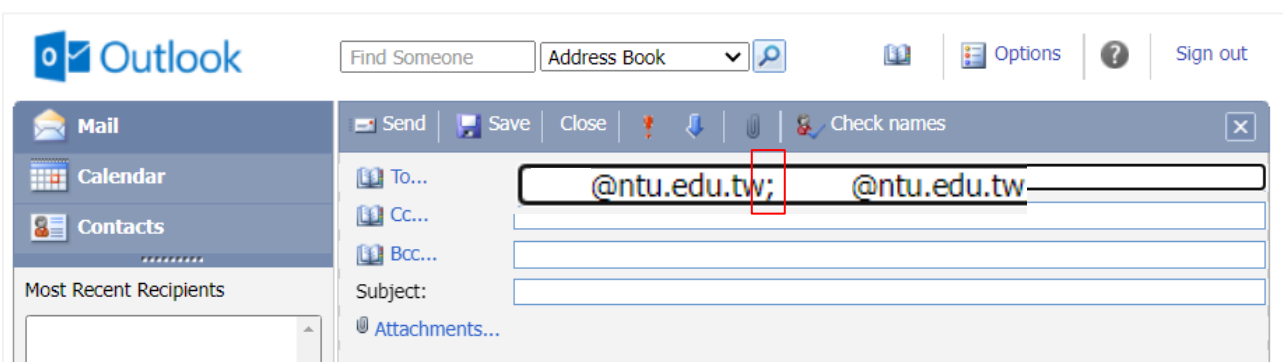 Outlook
Find Someone
Address Book
Options
Sign out
Mail
Send
Save
Close
Check names
Calendar
To...
@ntu.edu.tw; @ntu.edu.tw
Contacts
Cc...
Bcc...
Most Recent Recipients
Subject:
Attachments...